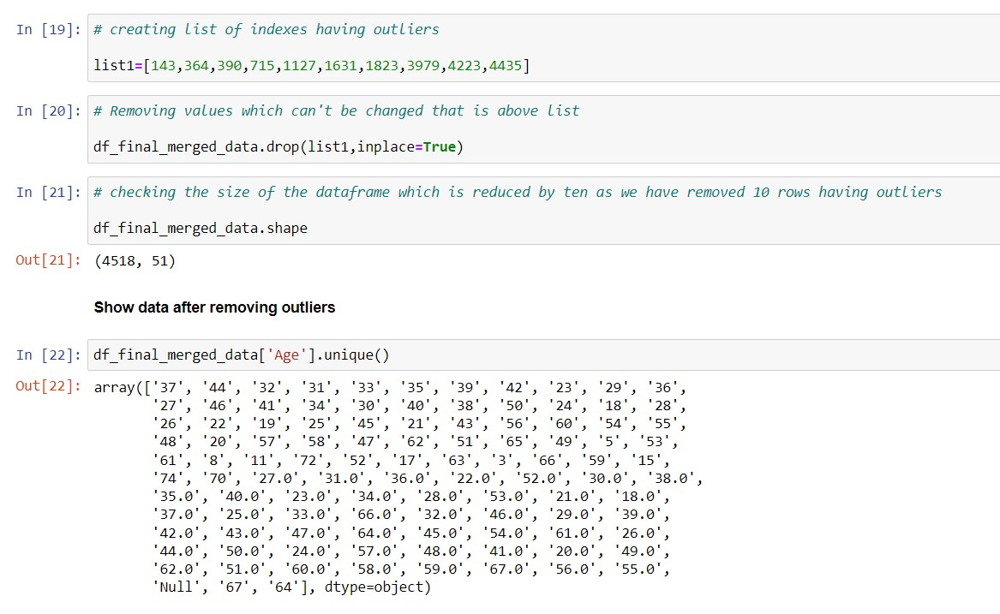 In [19]: # creating list of indexes having outliers
list1=[143,364,390,715,1127,1631,1823,3979,4223,4435]
In [20]: # Removing values which can't be changed that is above list
df_final_merged_data.drop(list1,inplace=True)
In [21]: # checking the size of the dataframe which is reduced by ten as we have removed 10 rows having outliers
df_final_merged_data.shape
Out[21]: (4518, 51)
Show data after removing outliers
In [22]: df_final_merged_data['Age'].unique()
Out[22]: array(['37', '44', '32', '31', '33', '35', '39', '42', '23', '29', '36',
'27', '46', '41', '34', '30', '40', '38', '50', '24', '18', '28',
'26', '22', '19', '25', '45', '21', '43', '56', '60', '54', '55',
'48', '20', '57', '58', '47', '62', '51', '65', '49', '5', '53',
'61', '8', '11', '72', '52', '17', '63', '3', '66', '59', '15',
'74', '70', '27.0', '31.0', '36.0', '22.0', '52.0', '30.0', '38.0',
'35.0', '40.0', '23.0', '34.0', '28.0', '53.0', '21.0', '18.0',
'37.0', '25.0', '33.0', '66.0', '32.0', '46.0', '29.0', '39.0',
'42.0', '43.0', '47.0', '64.0', '45.0', '54.0', '61.0', '26.0',
'44.0', '50.0', '24.0', '57.0', '48.0', '41.0', '20.0', '49.0',
'62.0', '51.0', '60.0', '58.0', '59.0', '67.0', '56.0', '55.0',
'Null', '67', '64'], dtype=object)